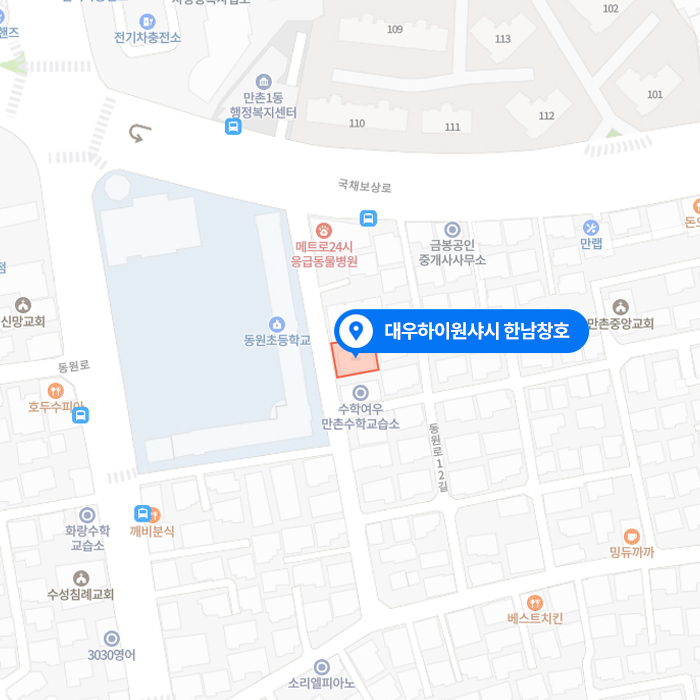 109
102
113
전기차충전소
만촌1동
행정복지센터
101
112
110
111
국채보상로
메트로24시
응급동물병원
금봉공인
중개사사무소
만랩
신망교회
만촌중앙교회
대우하이원샤시 한남창호
동원초등학교
동원로
호두수피아
수학여우
만촌수학교습소
동원로12길
화랑수학
교습소
깨비분식
밍듀까까
수성침례교회
베스트치킨
3030영어
소리엘피아노